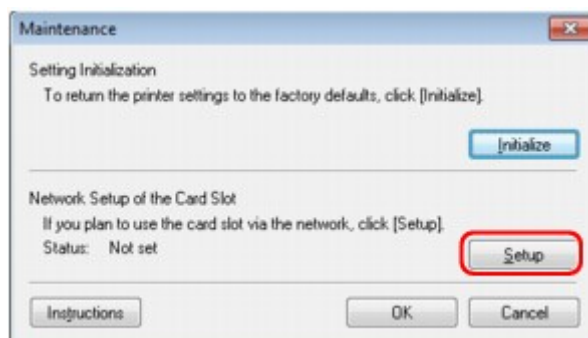 Maintenance
Setting Initialization
To return the printer settings to the factory defaults, click [Initialize].
Initialize
Network Setup of the Card Slot
If you plan to use the card slot via the network, click [Setup].
Status: Not set
Setup
Instructions OK Cancel